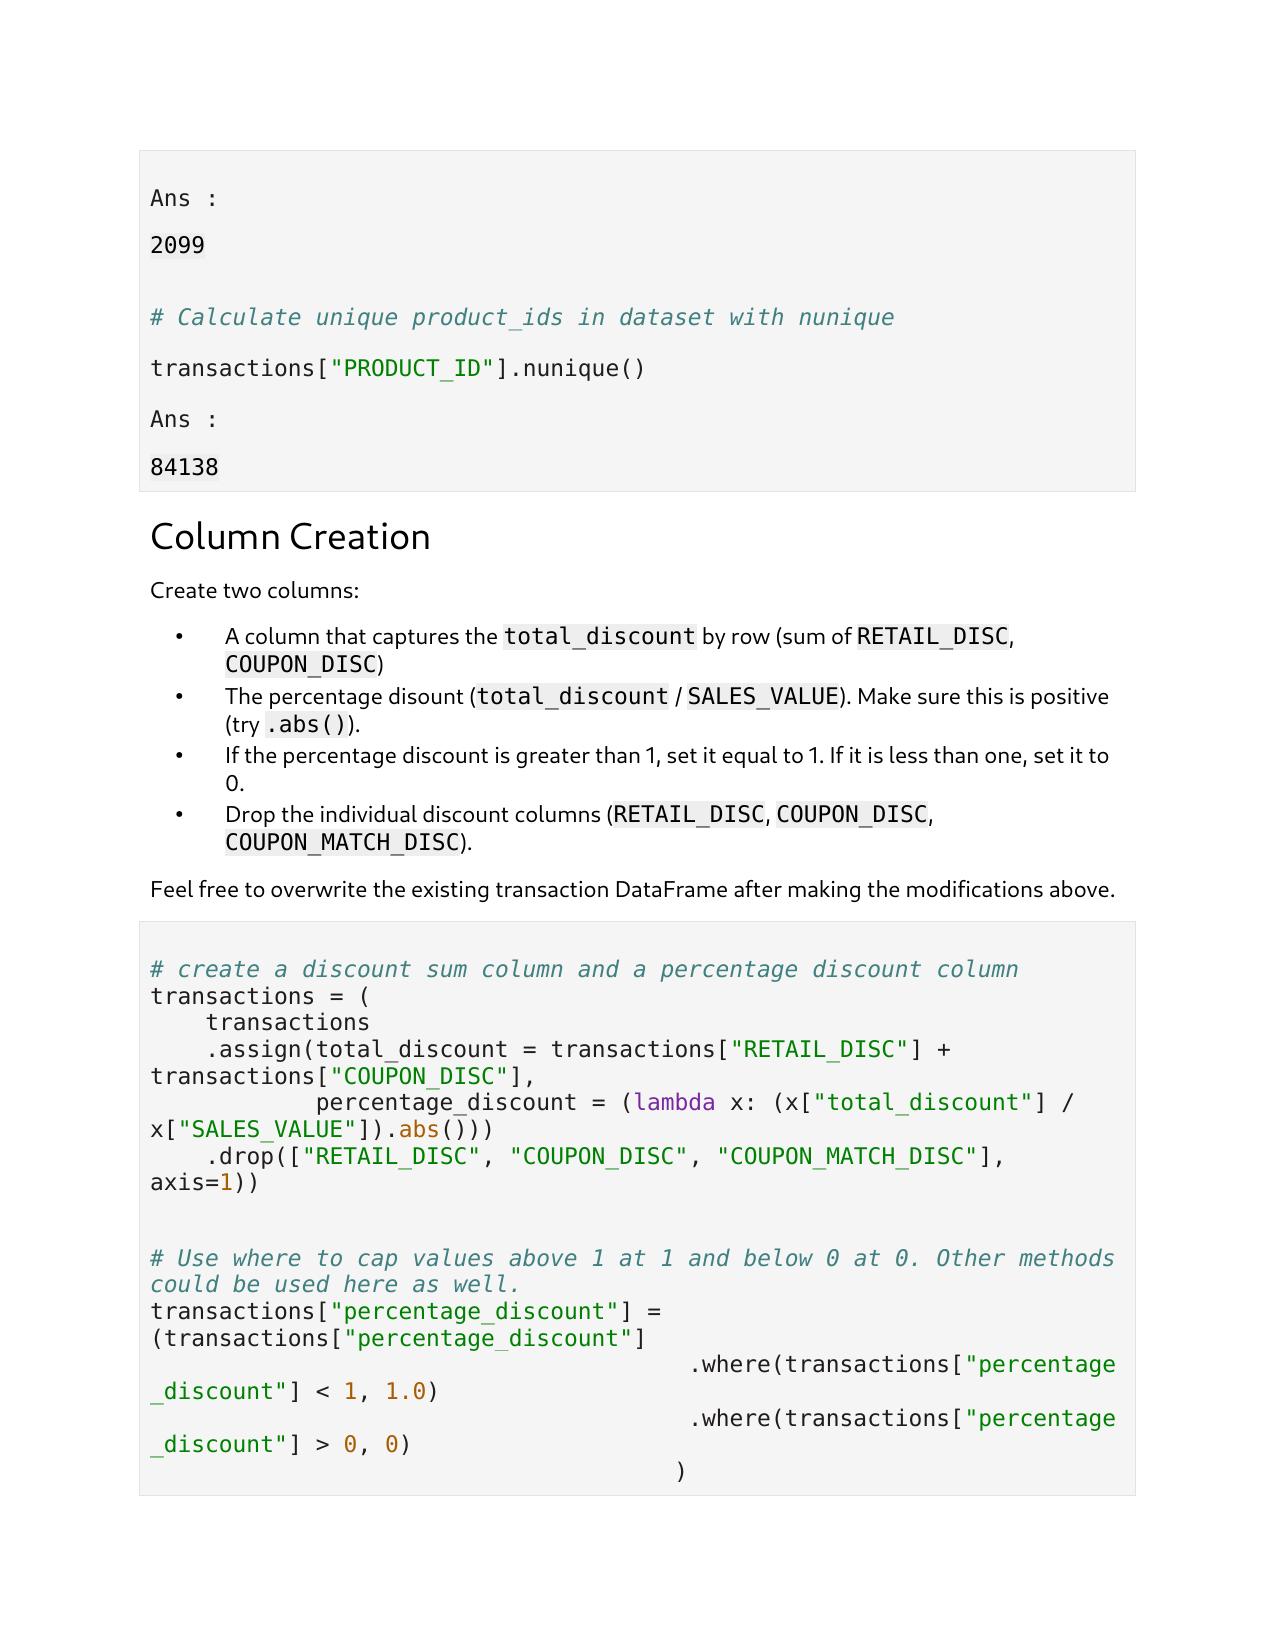 Ans :
2099
# Calculate unique product_ids in dataset with nunique
transactions["PRODUCT_ID"].nunique()
Ans :
84138
Column Creation
Create two columns:
• A column that captures the total_discount by row (sum of RETAIL_DISC,
COUPON_DISC)
• The percentage disount (total_discount / SALES_VALUE). Make sure this is positive
(try .abs()).
• If the percentage discount is greater than 1, set it equal to 1. If it is less than one, set it to
0.
• Drop the individual discount columns (RETAIL_DISC, COUPON_DISC,
COUPON_MATCH_DISC).
Feel free to overwrite the existing transaction DataFrame after making the modifications above.
# create a discount sum column and a percentage discount column
transactions = (
    transactions
    .assign(total_discount = transactions["RETAIL_DISC"] +
transactions["COUPON_DISC"],
            percentage_discount = (lambda x: (x["total_discount"] /
x["SALES_VALUE"]).abs()))
    .drop(["RETAIL_DISC", "COUPON_DISC", "COUPON_MATCH_DISC"],
axis=1))
# Use where to cap values above 1 at 1 and below 0 at 0. Other methods
could be used here as well.
transactions["percentage_discount"] =
(transactions["percentage_discount"]
                                       .where(transactions["percentage
_discount"] < 1, 1.0)
                                       .where(transactions["percentage
_discount"] > 0, 0)
                                      )